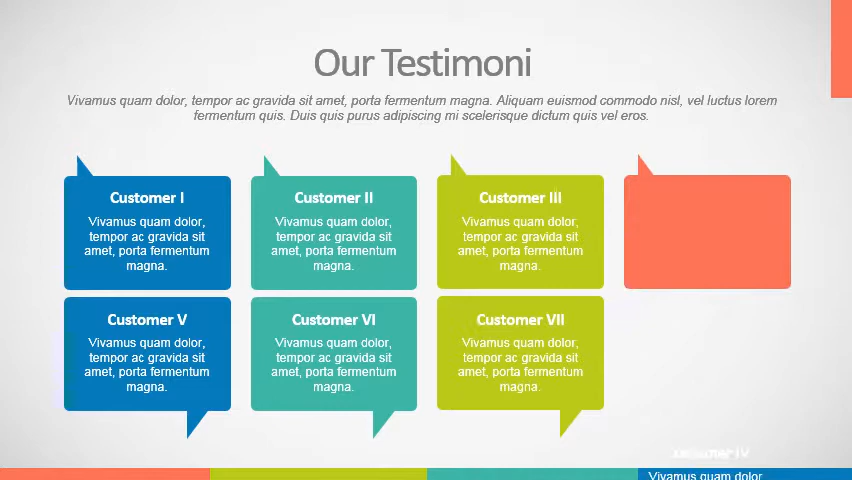 Our Testimoni
Vivamus quam dolor, tempor ac gravida sit amet, porta fermentum magna. Aliquam euismod commodo nisl, vel luctus lorem
fermentum quis. Duis quis purus adipiscing mi scelerisque dictum quis vel eros.
Customer I
Vivamus quam dolor,
tempor ac gravida sit
amet, porta fermentum
magna.
Customer II
Vivamus quam dolor,
tempor ac gravida sit
amet, porta fermentum
magna.
Customer III
Vivamus quam dolor,
tempor ac gravida sit
amet, porta fermentum
magna.
Customer V
Vivamus quam dolor,
tempor ac gravida sit
amet, porta fermentum
magna.
Customer VI
Vivamus quam dolor,
tempor ac gravida sit
amet, porta fermentum
magna.
Customer VII
Vivamus quam dolor,
tempor ac gravida sit
amet, porta fermentum
magna.
IV
Vivamus quam dolor